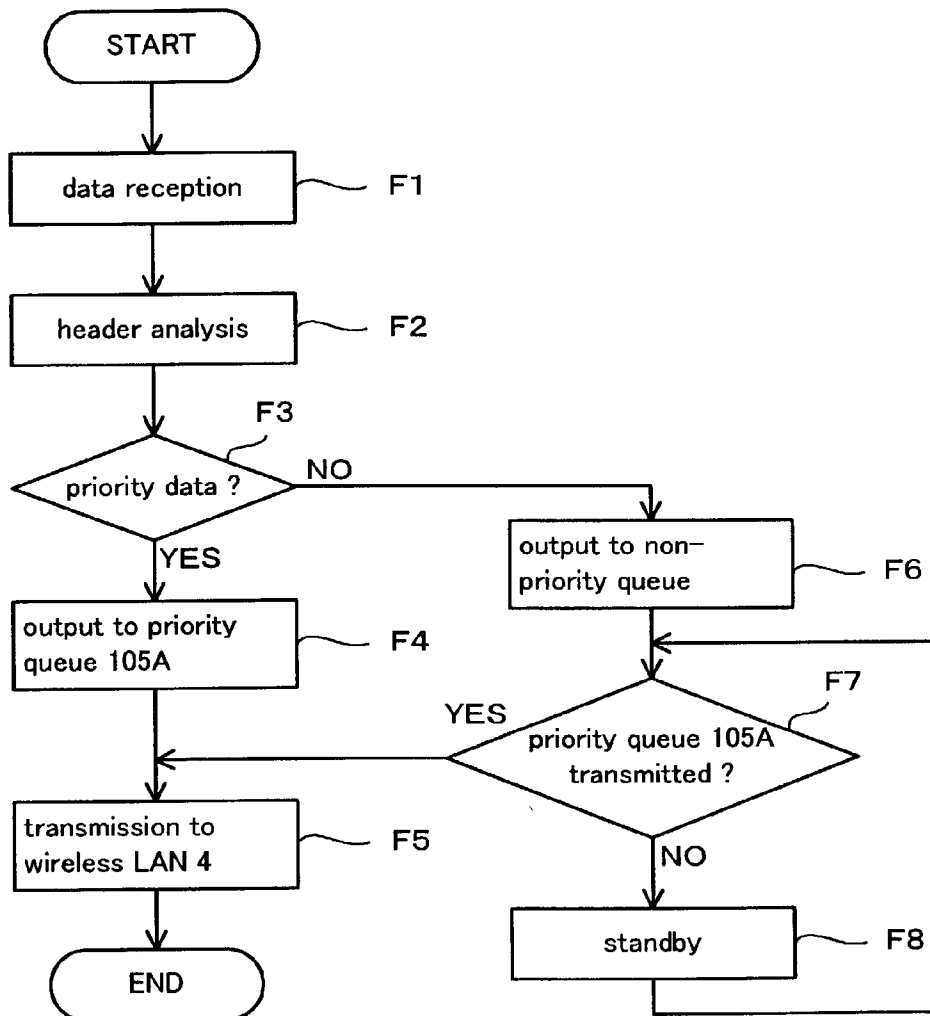 START
data reception
F1
header analysis
F2
F3
priority data ?
NO
YES
output to non-
priority queue
F6
output to priority
queue 105A
F4
F7
YES
priority queue 105A
transmitted ?
transmission to
wireless LAN 4
F5
NO
standby
F8
END